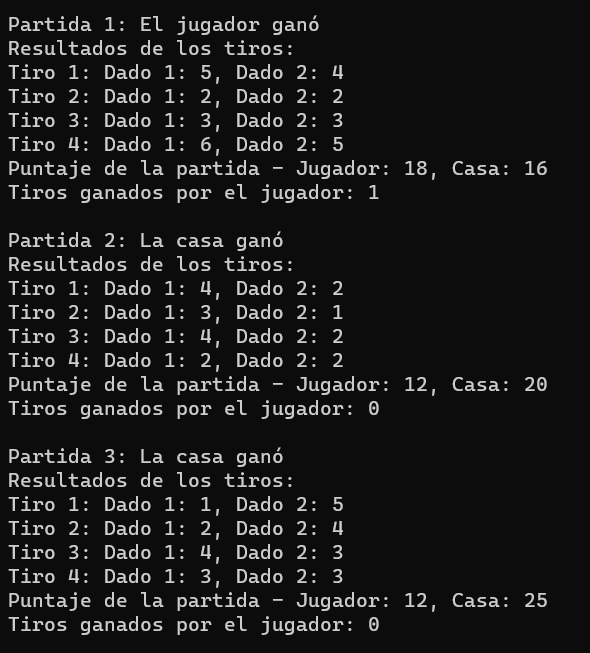 Partida 1: El jugador ganó
Resultados de los tiros:
Tiro 1: Dado 1: 5, Dado 2: 4
Tiro 2: Dado 1: 2, Dado 2: 2
Tiro 3: Dado 1: 3, Dado 2: 3
Tiro 4: Dado 1: 6, Dado 2: 5
Puntaje de la partida - Jugador: 18, Casa: 16
Tiros ganados por el jugador: 1

Partida 2: La casa ganó
Resultados de los tiros:
Tiro 1: Dado 1: 4, Dado 2: 2
Tiro 2: Dado 1: 3, Dado 2: 1
Tiro 3: Dado 1: 4, Dado 2: 2
Tiro 4: Dado 1: 2, Dado 2: 2
Puntaje de la partida - Jugador: 12, Casa: 20
Tiros ganados por el jugador: 0

Partida 3: La casa ganó
Resultados de los tiros:
Tiro 1: Dado 1: 1, Dado 2: 5
Tiro 2: Dado 1: 2, Dado 2: 4
Tiro 3: Dado 1: 4, Dado 2: 3
Tiro 4: Dado 1: 3, Dado 2: 3
Puntaje de la partida - Jugador: 12, Casa: 25
Tiros ganados por el jugador: 0